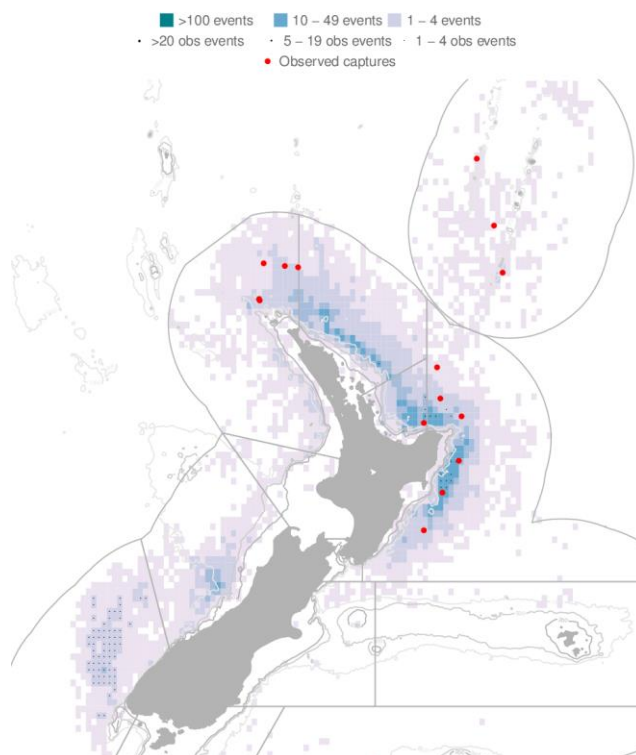 >100 events 10 – 49 events 1 – 4 events
>20 obs events 5 – 19 obs events 1 – 4 obs events
Observed captures